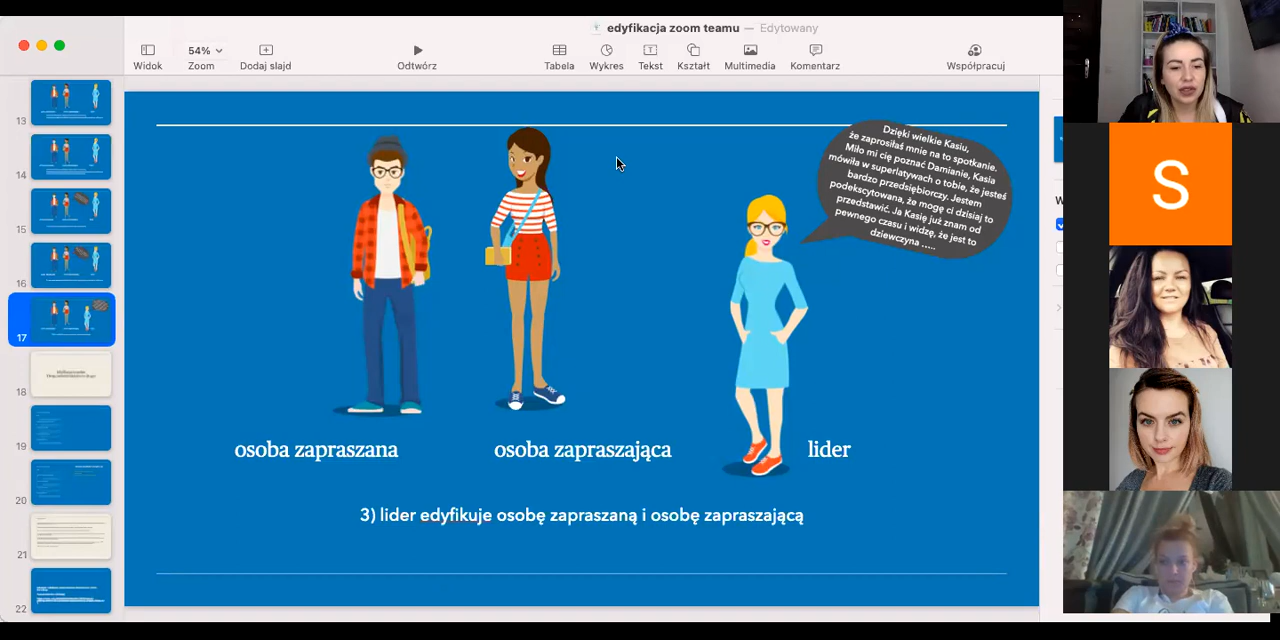 edyfikacja zoom teamu — Edytowany
54%
Widok
Zoom
Dodaj slajd
Odtwórz
Tabela
Wykres
Tekst
Kształt
Multimedia
Komentarz
Współpracuj
13
14
15
16
17
18
19
20
21
22
Dzięki wielkie Kasiu,
że zaprosiłaś mnie na to spotkanie.
Miło mi cię poznać Damianie, Kasia
mówiła w superlatywach o tobie, że jesteś
bardzo przedsiębiorczy. Jestem
podekscytowana, że mogę ci dzisiaj to
przedstawić. Ja Kasię już znam od
pewnego czasu i widzę, że jest to
dziewczyna .....
osoba zapraszana
osoba zapraszająca
lider
3) lider edyfikuje osobę zapraszaną i osobę zapraszającą
S